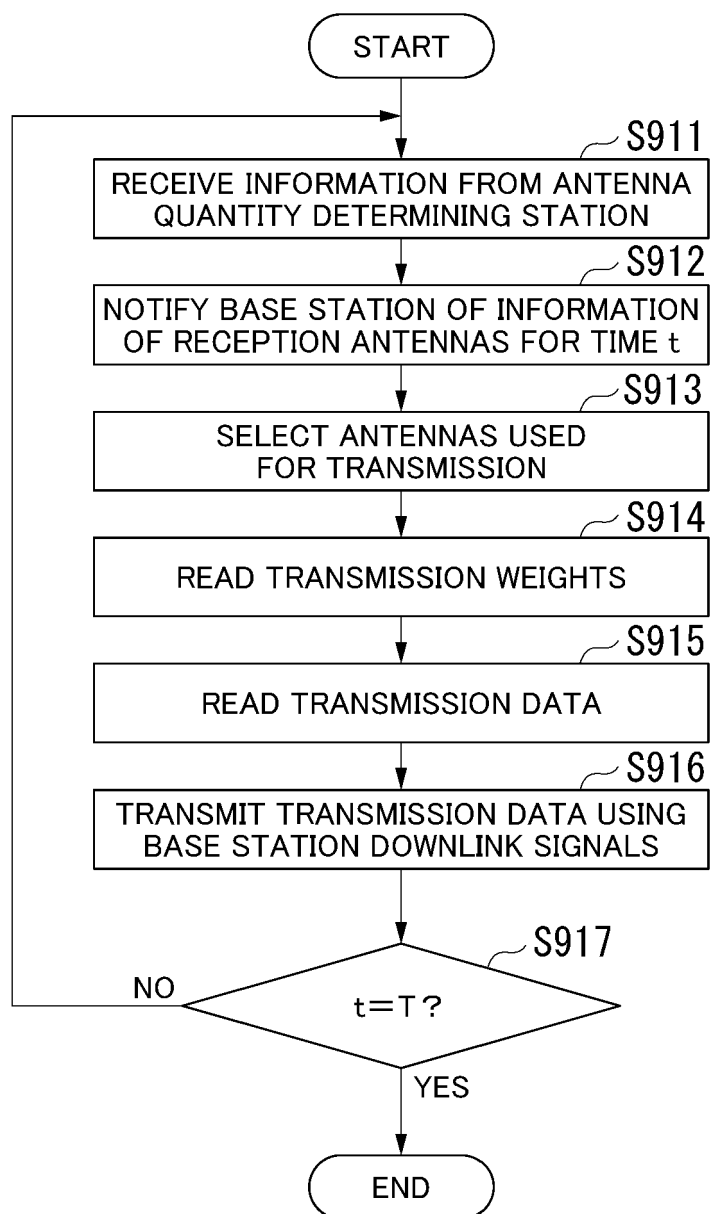 START
S911
RECEIVE INFORMATION FROM ANTENNA
QUANTITY DETERMINING STATION
S912
NOTIFY BASE STATION OF INFORMATION
OF RECEPTION ANTENNAS FOR TIME t
S913
SELECT ANTENNAS USED
FOR TRANSMISSION
S914
READ TRANSMISSION WEIGHTS
S915
READ TRANSMISSION DATA
S916
TRANSMIT TRANSMISSION DATA USING
BASE STATION DOWNLINK SIGNALS
S917
NO
t=T?
YES
END